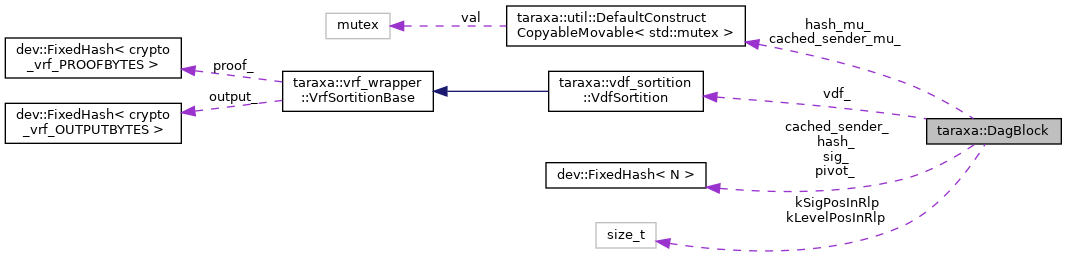 mutex
val
taraxa::util::DefaultConstruct
CopyableMovable< std::mutex >
hash_mu_
cached_sender_mu_
dev::FixedHash< crypto
_vrf_PROOFBYTES >
proof_
output_
dev::FixedHash< crypto
_vrf_OUTPUTBYTES >
taraxa::vrf_wrapper
::VrfSortitionBase
taraxa::vdf_sortition
::VdfSortition
vdf_
taraxa::DagBlock
cached_sender_
hash_
sig_
pivot_
dev::FixedHash< N >
kSigPosInRlp
kLevelPosInRlp
size_t